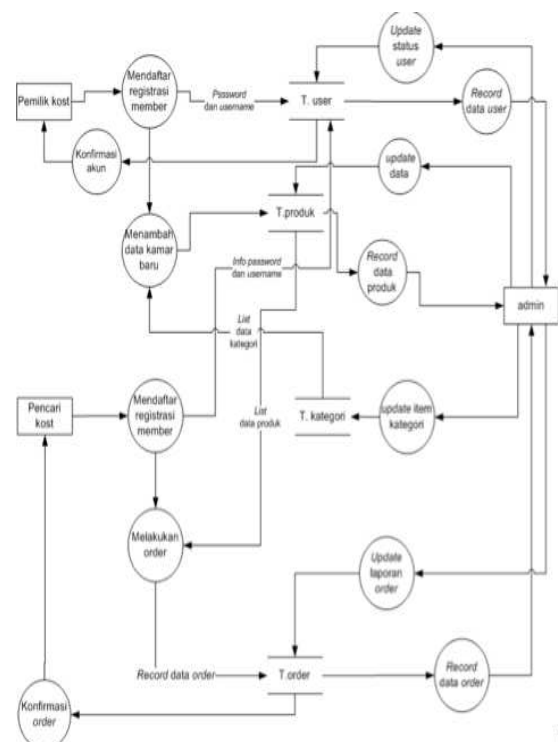 Update
status
user
Mendaftar
registrasi
member
Pemilik kost
Pssword
dan username
T. user
Record
data user
Konfirmasi
akun
update
data
T.produk
Menambah
data kamar
baru
Info password
dan username
Record
data
produk
admin
List
data
kategori
Pencari
kost
Mendaftar
registrasi
member
List
data produk
T. kategori
update item
kategori
Melakukan
order
Update
laporan
order
Record data order
T.order
Record
data order
Konfirmasi
order